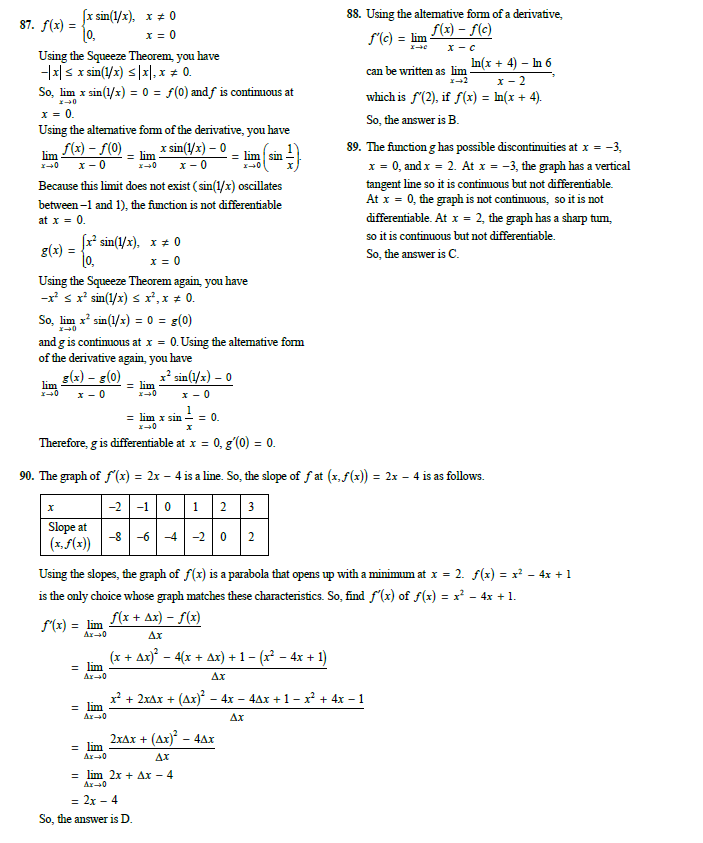 87. f(x) = { x sin(1/x), x ≠ 0
0, x = 0
Using the Squeeze Theorem, you have
−|x| ≤ x sin(1/x) ≤ |x|, x ≠ 0.
So, lim x→0 x sin(1/x) = 0 = f(0) and f is continuous at
x = 0.
Using the alternative form of the derivative, you have
lim x→0 (f(x) − f(0))/(x − 0) = lim x→0 (x sin(1/x) − 0)/(x − 0) = lim x→0 (sin 1/x).
Because this limit does not exist (sin(1/x) oscillates
between −1 and 1), the function is not differentiable
at x = 0.
g(x) = { x² sin(1/x), x ≠ 0
0, x = 0
Using the Squeeze Theorem again, you have
−x² ≤ x² sin(1/x) ≤ x², x ≠ 0.
So, lim x→0 x² sin(1/x) = 0 = g(0)
and g is continuous at x = 0. Using the alternative form
of the derivative again, you have
lim x→0 (g(x) − g(0))/(x − 0) = lim x→0 (x² sin(1/x) − 0)/(x − 0)
= lim x→0 x sin 1/x = 0.
Therefore, g is differentiable at x = 0, g′(0) = 0.
88. Using the alternative form of a derivative,
f′(c) = lim x→c (f(x) − f(c))/(x − c)
can be written as lim x→2 (ln(x + 4) − ln 6)/(x − 2),
which is f′(2), if f(x) = ln(x + 4).
So, the answer is B.
89. The function g has possible discontinuities at x = −3,
x = 0, and x = 2. At x = −3, the graph has a vertical
tangent line so it is continuous but not differentiable.
At x = 0, the graph is not continuous, so it is not
differentiable. At x = 2, the graph has a sharp turn,
so it is continuous but not differentiable.
So, the answer is C.
90. The graph of f′(x) = 2x − 4 is a line. So, the slope of f at (x, f(x)) = 2x − 4 is as follows.
x −2 −1 0 1 2 3
Slope at
(x, f(x)) −8 −6 −4 −2 0 2
Using the slopes, the graph of f(x) is a parabola that opens up with a minimum at x = 2. f(x) = x² − 4x + 1
is the only choice whose graph matches these characteristics. So, find f′(x) of f(x) = x² − 4x + 1.
f′(x) = lim Δx→0 (f(x + Δx) − f(x))/Δx
= lim Δx→0 ((x + Δx)² − 4(x + Δx) + 1 − (x² − 4x + 1))/Δx
= lim Δx→0 (x² + 2xΔx + (Δx)² − 4x − 4Δx + 1 − x² + 4x − 1)/Δx
= lim Δx→0 (2xΔx + (Δx)² − 4Δx)/Δx
= lim Δx→0 2x + Δx − 4
= 2x − 4
So, the answer is D.